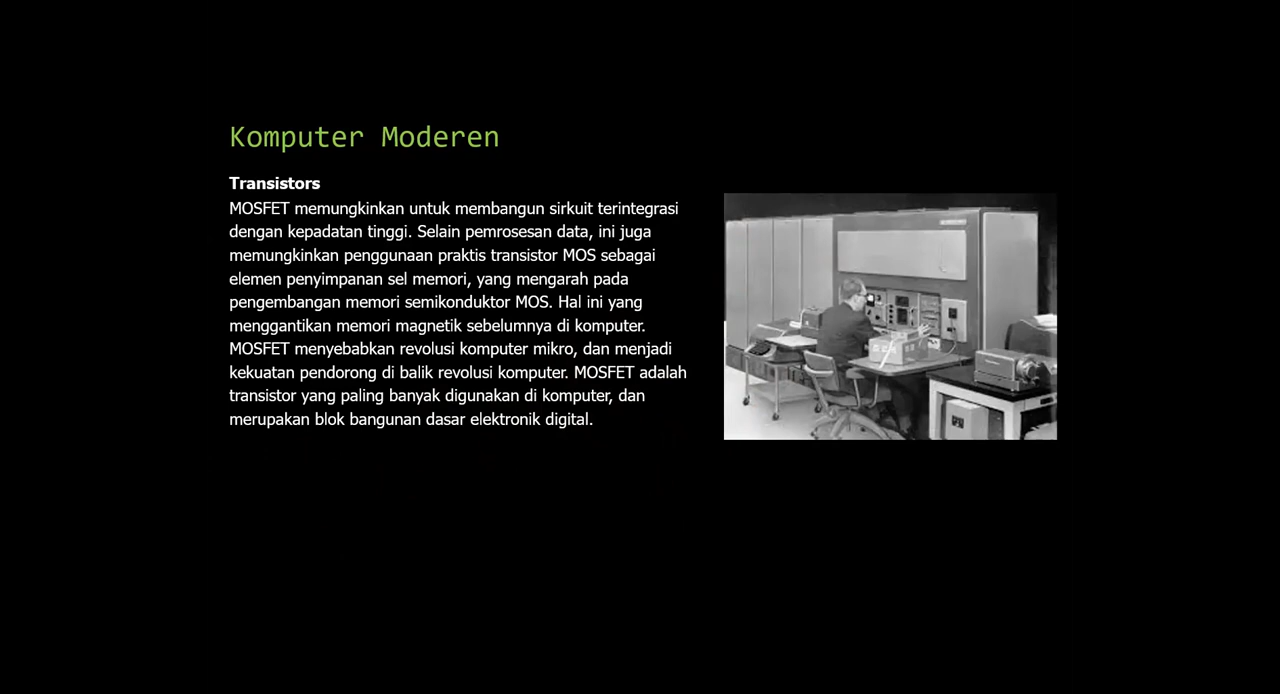 Komputer Moderen
Transistors
MOSFET memungkinkan untuk membangun sirkuit terintegrasi
dengan kepadatan tinggi. Selain pemrosesan data, ini juga
memungkinkan penggunaan praktis transistor MOS sebagai
elemen penyimpanan sel memori, yang mengarah pada
pengembangan memori semikonduktor MOS. Hal ini yang
menggantikan memori magnetik sebelumnya di komputer.
MOSFET menyebabkan revolusi komputer mikro, dan menjadi
kekuatan pendorong di balik revolusi komputer. MOSFET adalah
transistor yang paling banyak digunakan di komputer, dan
merupakan blok bangunan dasar elektronik digital.